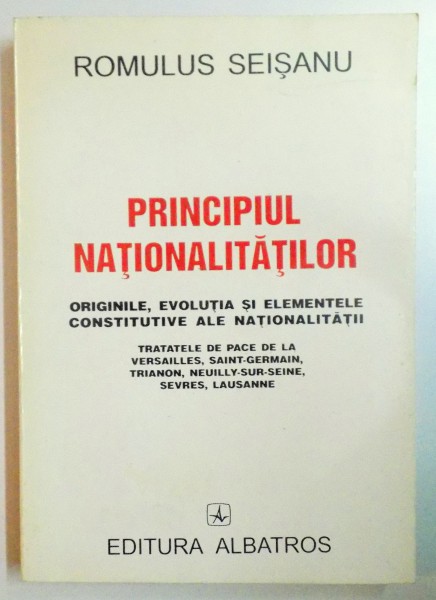 ROMULUS SEIŞANU
PRINCIPIUL
NAŢIONALITĂŢILOR
ORIGINILE, EVOLUŢIA ŞI ELEMENTELE
CONSTITUTIVE ALE NAŢIONALITĂŢII
TRATATELE DE PACE DE LA
VERSAILLES, SAINT-GERMAIN,
TRIANON, NEUILLY-SUR-SEINE,
SEVRES, LAUSANNE
EDITURA ALBATROS